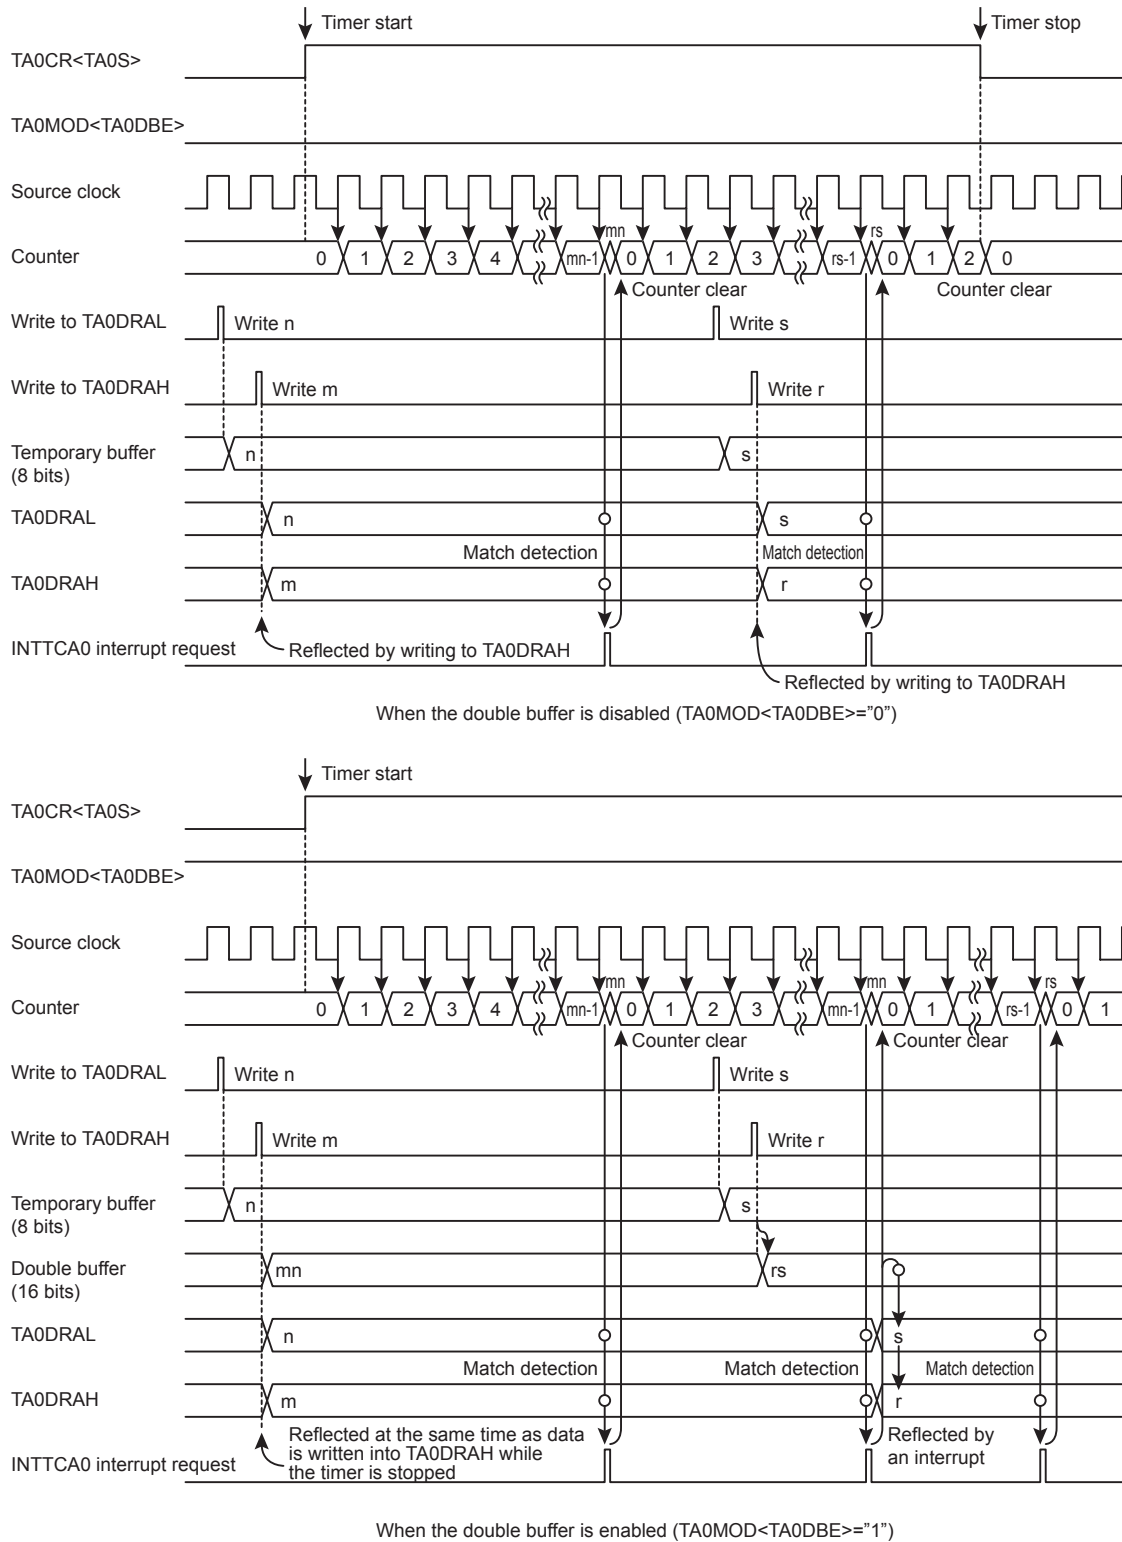 Timer start
Timer stop
TA0CR<TA0S>
TA0MOD<TA0DBE>
Source clock
mn
rs
Counter
0 1 2 3 4 mn-1 0 1 2 3 rs-1 0 1 2 0
Counter clear
Counter clear
Write to TA0DRAL
Write n
Write s
Write to TA0DRAH
Write m
Write r
Temporary buffer
(8 bits)
n
s
TA0DRAL
n
s
Match detection
Match detection
TA0DRAH
m
r
INTTCA0 interrupt request
Reflected by writing to TA0DRAH
Reflected by writing to TA0DRAH
When the double buffer is disabled (TA0MOD<TA0DBE>=”0”)
Timer start
TA0CR<TA0S>
TA0MOD<TA0DBE>
Source clock
mn
mn
rs
Counter
0 1 2 3 4 mn-1 0 1 2 3 mn-1 0 1 rs-1 0 1
Counter clear
Counter clear
Write to TA0DRAL
Write n
Write s
Write to TA0DRAH
Write m
Write r
Temporary buffer
(8 bits)
n
s
Double buffer
(16 bits)
mn
rs
TA0DRAL
n
s
Match detection
Match detection
Match detection
TA0DRAH
m
r
Reflected at the same time as data
is written into TA0DRAH while
the timer is stopped
Reflected by
an interrupt
INTTCA0 interrupt request
When the double buffer is enabled (TA0MOD<TA0DBE>=”1”)